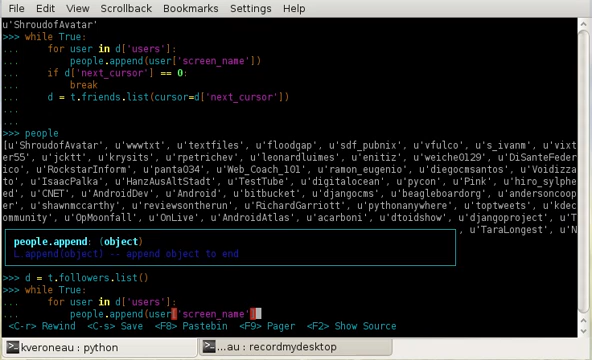 File Edit View Scrollback Bookmarks Settings Help
u'ShroudofAvatar'
>>> while True:
...     for user in d['users']:
...         people.append(user['screen_name'])
...     if d['next_cursor'] == 0:
...         break
...     d = t.friends.list(cursor=d['next_cursor'])
...
...
>>> people
[u'ShroudofAvatar', u'wwwtxt', u'textfiles', u'floodgap', u'sdf_pubnix', u'vfulco', u's_ivanm', u'vixt
er55', u'jcktt', u'krysits', u'rpetrichev', u'leonardluimes', u'enitiz', u'weiche0129', u'DiSanteFeder
ico', u'RockstarInform', u'panta034', u'Web_Coach_101', u'ramon_eugenio', u'diegocmsantos', u'Voidizza
to', u'IsaacPalka', u'HanzAusAltStadt', u'TestTube', u'digitalocean', u'pycon', u'Pink', u'hiro_sylphe
ed', u'CNET', u'AndroidDev', u'Android', u'bitbucket', u'djangocms', u'beagleboardorg', u'andersoncoop
er', u'shawnmccarthy', u'reviewsontherun', u'RichardGarriott', u'pythonanywhere', u'toptweets', u'kdec
ommunity', u'OpMoonfall', u'OnLive', u'AndroidAtlas', u'acarboni', u'dtoidshow', u'djangoproject', u'T
, u'TaraLongest', u'N
people.append: (object)
L.append(object) -- append object to end
>>> d = t.followers.list()
>>> while True:
...     for user in d['users']:
...         people.append(user['screen_name')
<C-r> Rewind <C-s> Save <F8> Pastebin <F9> Pager <F2> Show Source
kveroneau : python
...au : recordmydesktop